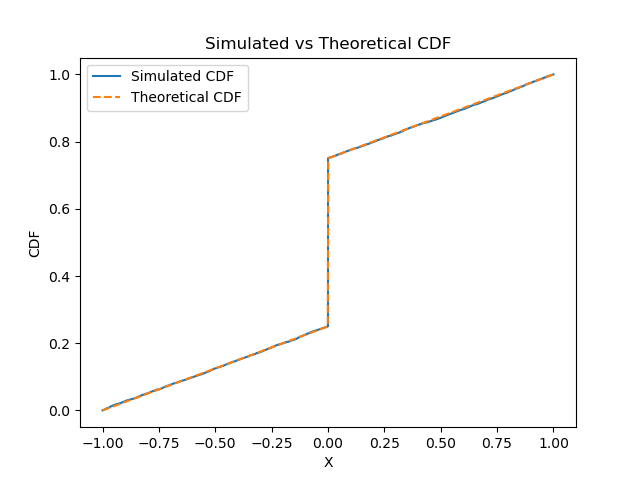 Simulated vs Theoretical CDF
Simulated CDF
Theoretical CDF
1.0
0.8
0.6
0.4
0.2
0.0
CDF
−1.00 −0.75 −0.50 −0.25 0.00 0.25 0.50 0.75 1.00
X